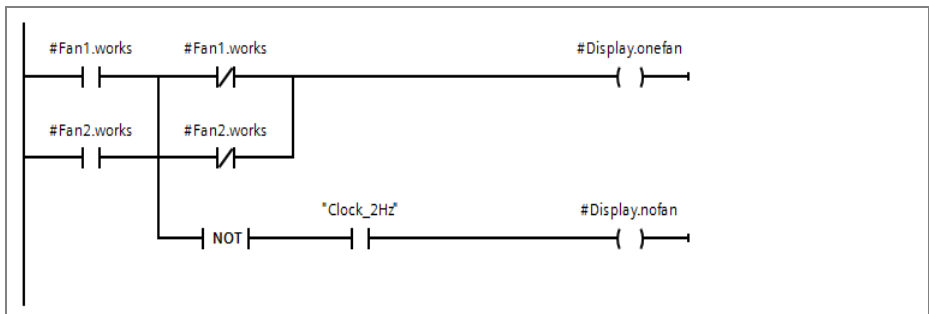 #Fan1.works #Fan1.works #Display.onefan
#Fan2.works #Fan2.works
"Clock_2Hz" #Display.nofan
NOT